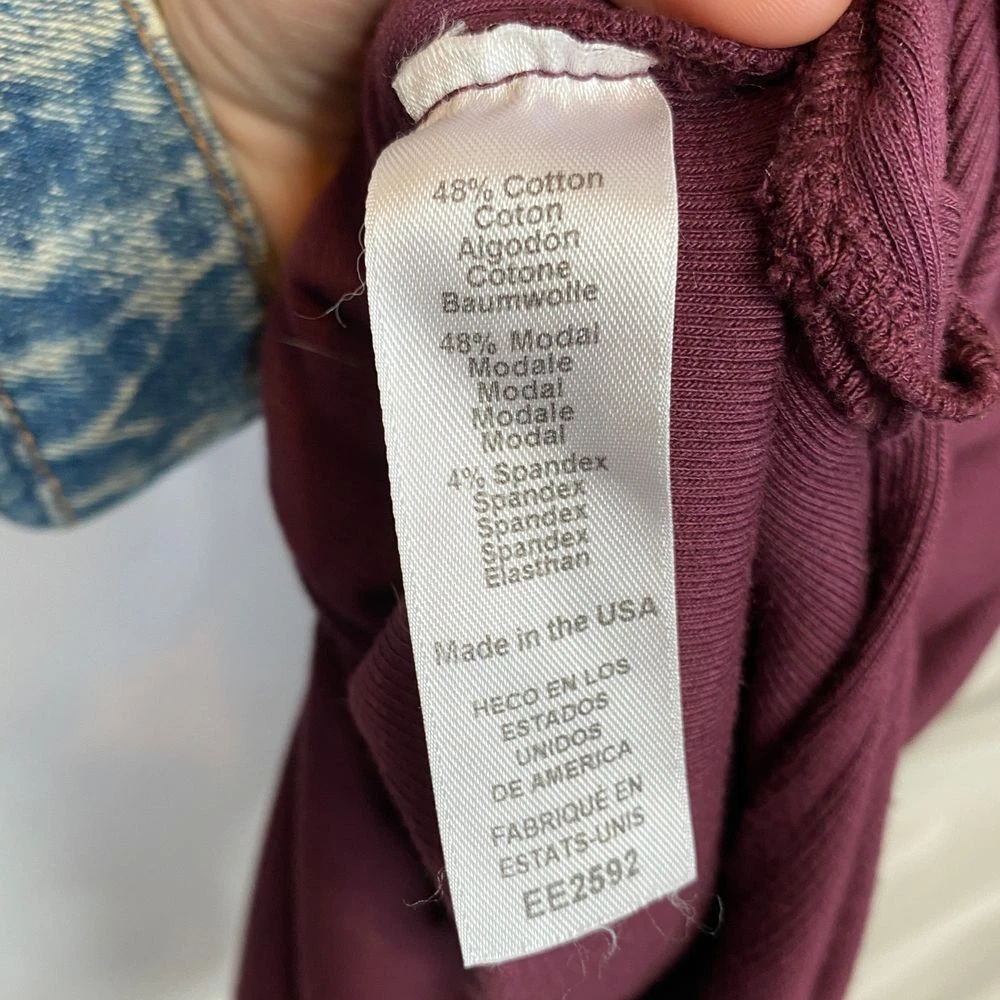 48% Cotton
Coton
Algodón
Cotone
Baumwolle
48% Modal
Modale
Modal
Modale
Modal
4% Spandex
Spandex
Spandex
Spandex
Elasthan
Made in the USA
HECO EN LOS
ESTADOS
UNIDOS
DE AMERICA
FABRIQUÉ EN
ESTATS-UNIS
EE2592